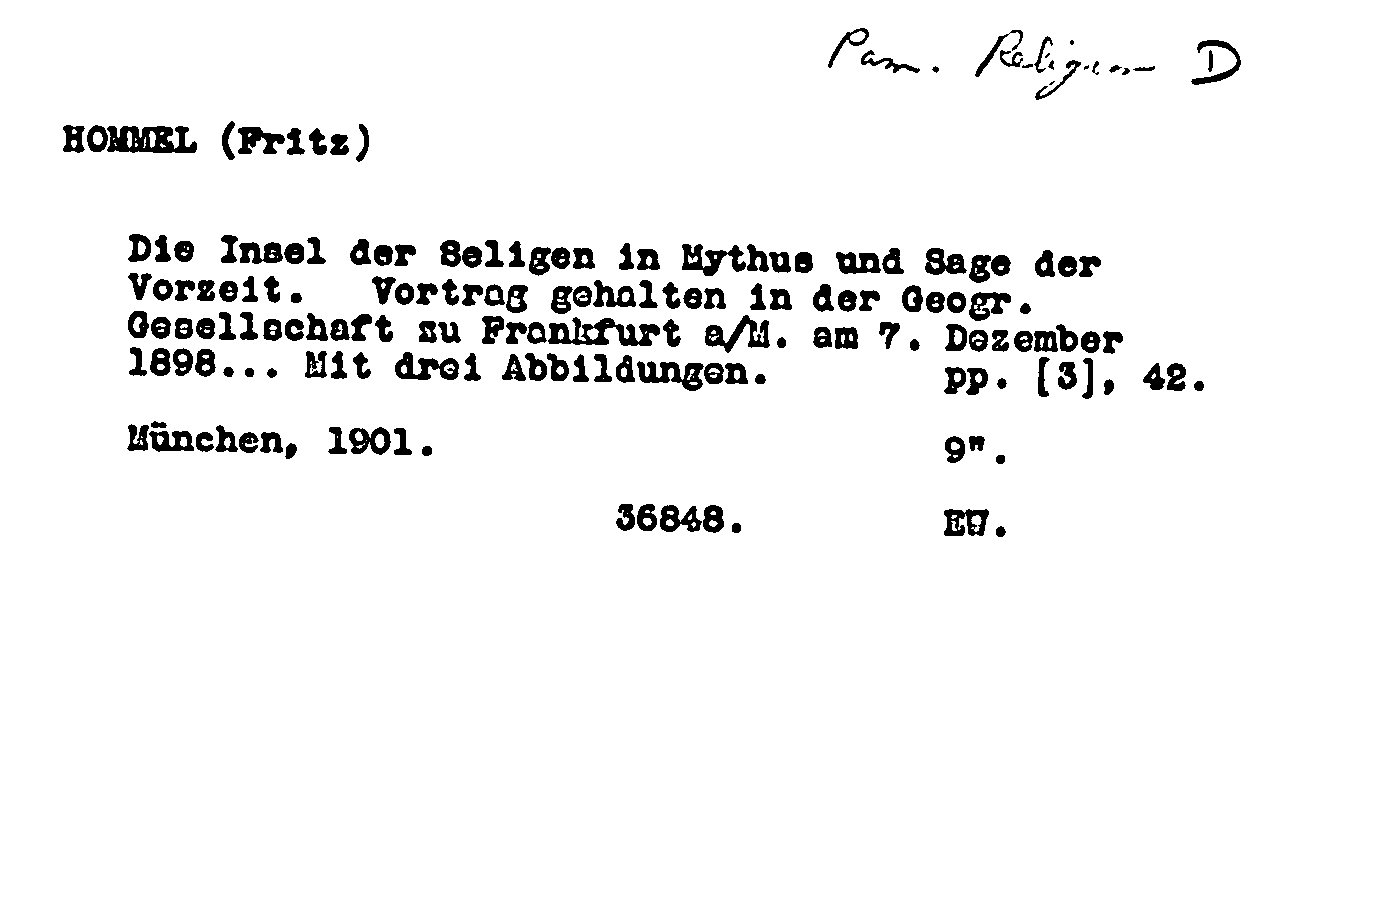 Pam. Religion D
HOMMEL (Fritz)
Die Insel der Seligen in Mythus und Sage der
Vorzeit. Vortrag gehalten in der Geogr.
Gesellschaft zu Frankfurt a/M. am 7. Dezember
1898... Mit drei Abbildungen. pp. [3], 42.
München, 1901. 9".
36848. EW.